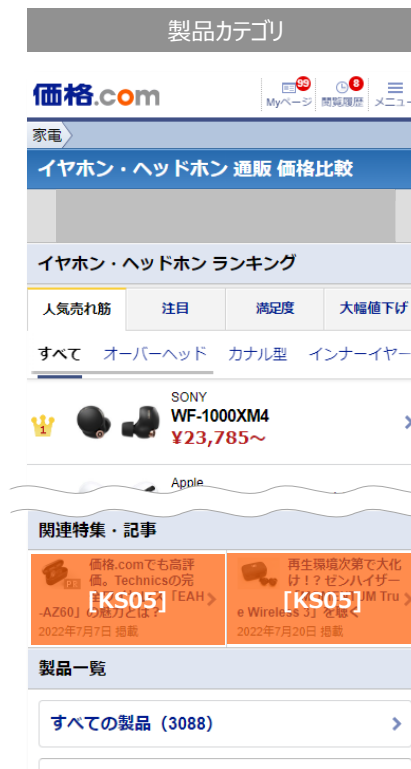 製品カテゴリ
価格.com
99
8
Myページ 閲覧履歴 メニュー
家電
イヤホン・ヘッドホン 通販 価格比較
イヤホン・ヘッドホン ランキング
人気売れ筋 注目 満足度 大幅値下げ
すべて オーバーヘッド カナル型 インナーイヤー
1
SONY
WF-1000XM4
¥23,785～
Apple
関連特集・記事
価格.comでも高評
価。Technicsの完
「EAH
-AZ60」の魅力とは？
2022年7月7日 掲載
PR
[KS05]
再生環境次第で大化
け！？ゼンハイザー
UM Tru
e Wireless 3」を聴く
2022年7月20日 掲載
[KS05]
製品一覧
すべての製品（3088）